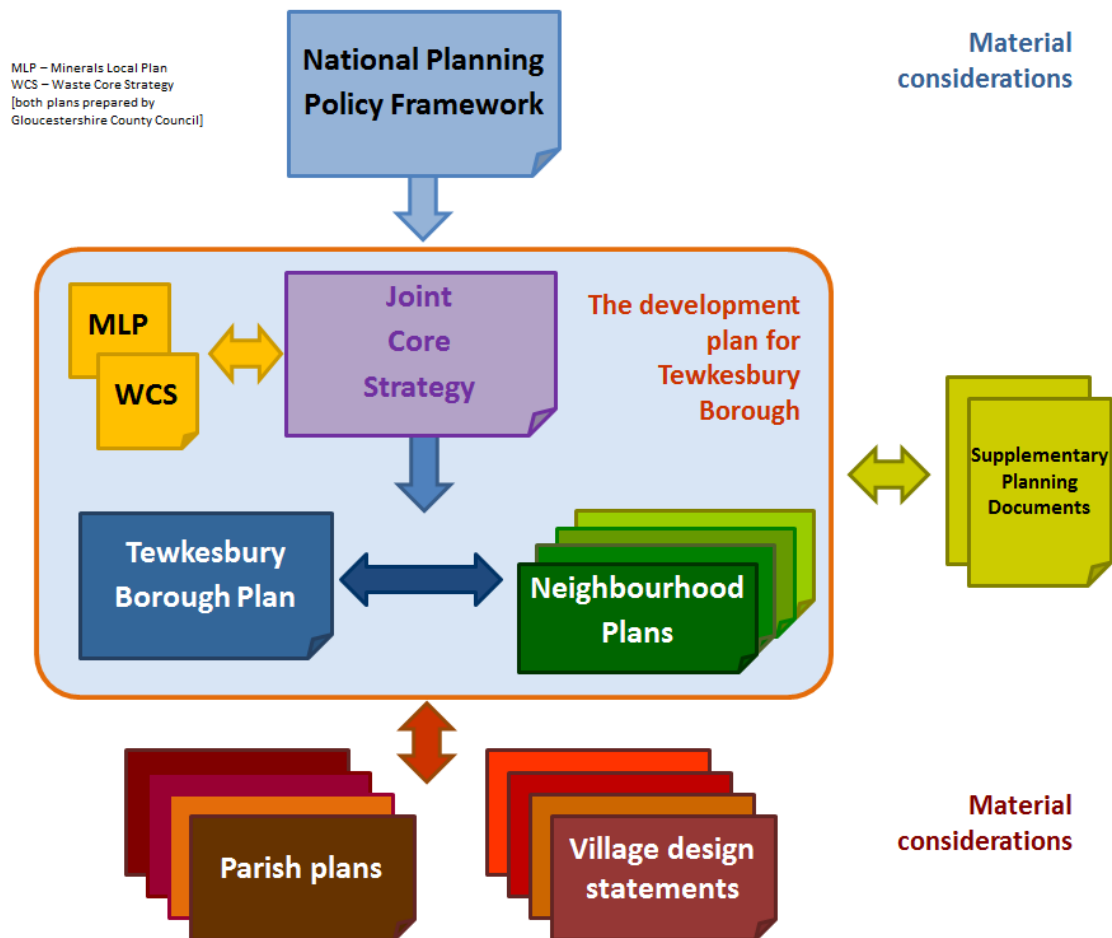 MLP – Minerals Local Plan
WCS – Waste Core Strategy
[both plans prepared by
Gloucestershire County Council]
National Planning
Policy Framework
Material
considerations
MLP
WCS
Joint
Core
Strategy
The development
plan for
Tewkesbury
Borough
Supplementary
Planning
Documents
Tewkesbury
Borough Plan
Neighbourhood
Plans
Parish plans
Village design
statements
Material
considerations